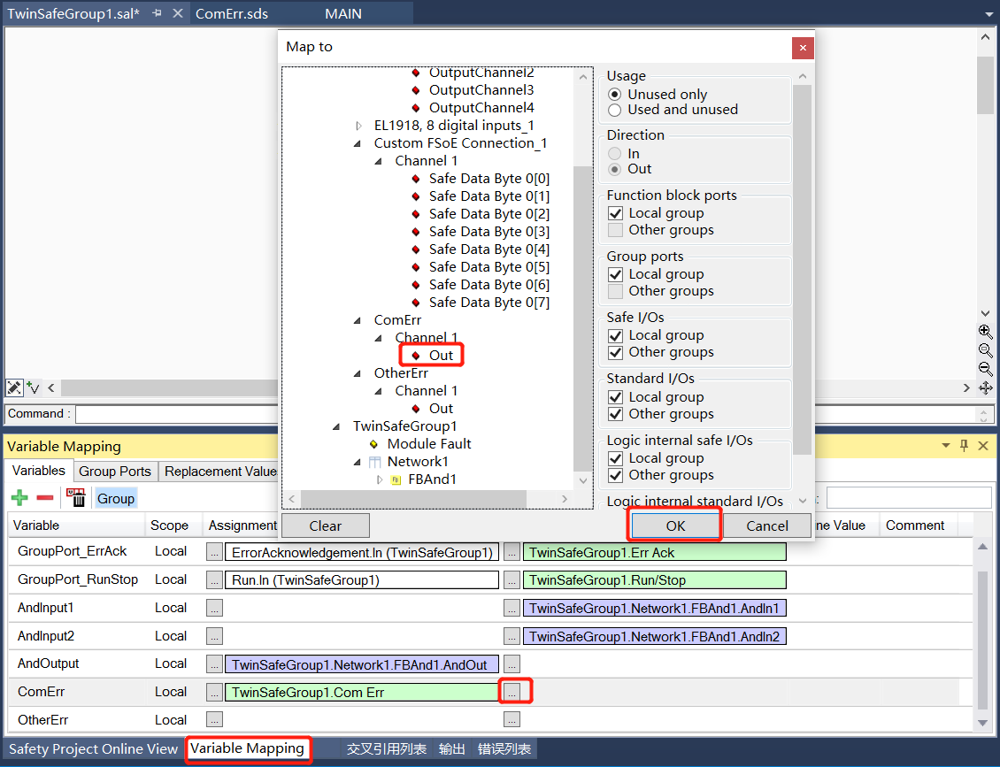 TwinSafeGroup1.sal*
ComErr.sds
MAIN
Map to
OutputChannel2
OutputChannel3
OutputChannel4
EL1918, 8 digital inputs_1
Custom FSoE Connection_1
Channel 1
Safe Data Byte 0[0]
Safe Data Byte 0[1]
Safe Data Byte 0[2]
Safe Data Byte 0[3]
Safe Data Byte 0[4]
Safe Data Byte 0[5]
Safe Data Byte 0[6]
Safe Data Byte 0[7]
ComErr
Channel 1
Out
OtherErr
Channel 1
Out
TwinSafeGroup1
Module Fault
Network1
FBAnd1
Usage
Unused only
Used and unused
Direction
In
Out
Function block ports
Local group
Other groups
Group ports
Local group
Other groups
Safe I/Os
Local group
Other groups
Standard I/Os
Local group
Other groups
Logic internal safe I/Os
Local group
Other groups
Logic internal standard I/Os
Clear
OK
Cancel
Command :
Variable Mapping
Variables
Group Ports
Replacement Value
Group
Variable Scope Assignment ne Value Comment
GroupPort_ErrAck Local ... ErrorAcknowledgement.In (TwinSafeGroup1) ... TwinSafeGroup1.Err Ack
GroupPort_RunStop Local ... Run.In (TwinSafeGroup1) ... TwinSafeGroup1.Run/Stop
AndInput1 Local ... ... TwinSafeGroup1.Network1.FBAnd1.AndIn1
AndInput2 Local ... ... TwinSafeGroup1.Network1.FBAnd1.AndIn2
AndOutput Local ... TwinSafeGroup1.Network1.FBAnd1.AndOut ...
ComErr Local ... TwinSafeGroup1.Com Err ...
OtherErr Local ... ...
Safety Project Online View
Variable Mapping
交叉引用列表
输出
错误列表